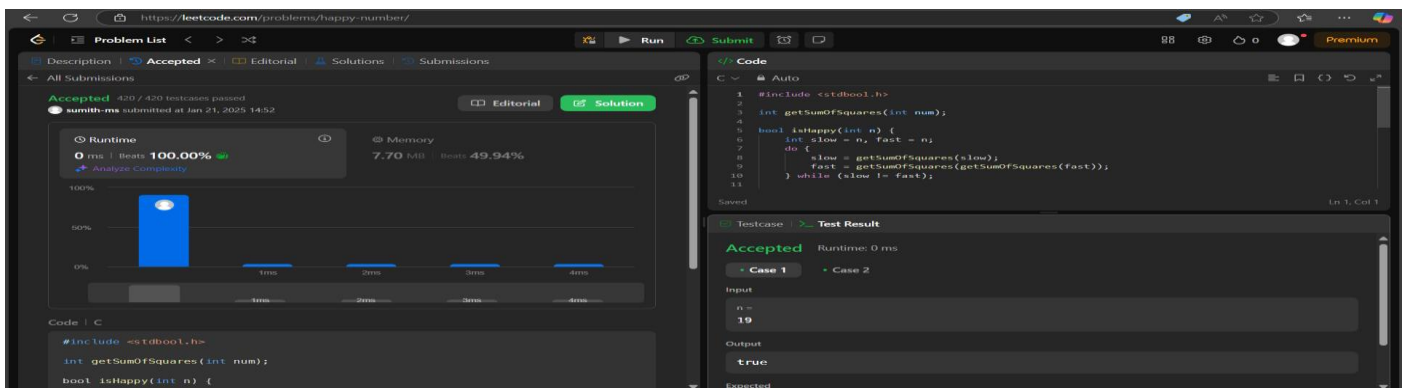 https://leetcode.com/problems/happy-number/
Problem List < > Run Submit 0 Premium
Description Accepted × Editorial Solutions Submissions
← All Submissions
Accepted 420 / 420 testcases passed
sumith-ms submitted at Jan 21, 2025 14:52
Editorial Solution
Runtime
0 ms | Beats 100.00%
Analyze Complexity
Memory
7.70 MB | Beats 49.94%
100%
50%
0%
1ms 2ms 3ms 4ms
1ms 2ms 3ms 4ms
Code | C
#include <stdbool.h>
int getSumOfSquares(int num);
bool isHappy(int n) {
</> Code
C Auto
1 #include <stdbool.h>
2
3 int getSumOfSquares(int num);
4
5 bool isHappy(int n) {
6 int slow = n, fast = n;
7 do {
8 slow = getSumOfSquares(slow);
9 fast = getSumOfSquares(getSumOfSquares(fast));
10 } while (slow != fast);
11
Saved Ln 1, Col 1
Testcase >_ Test Result
Accepted Runtime: 0 ms
• Case 1 • Case 2
Input
n =
19
Output
true
Expected